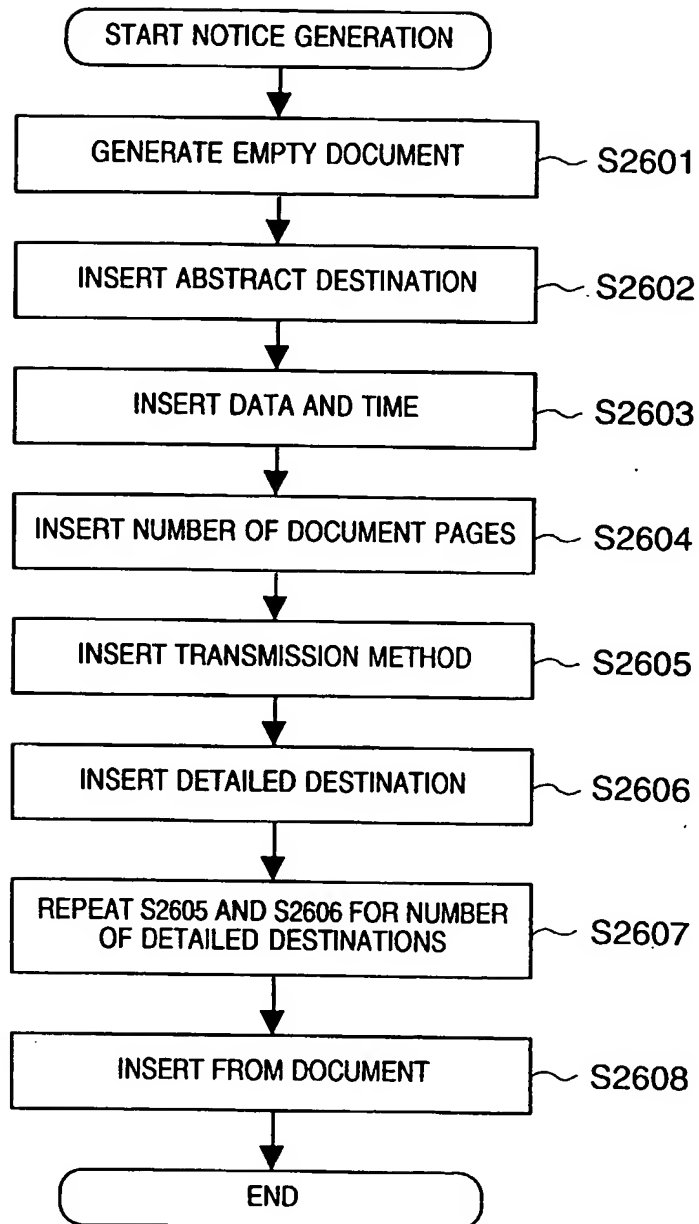 START NOTICE GENERATION
GENERATE EMPTY DOCUMENT
S2601
INSERT ABSTRACT DESTINATION
S2602
INSERT DATA AND TIME
S2603
INSERT NUMBER OF DOCUMENT PAGES
S2604
INSERT TRANSMISSION METHOD
S2605
INSERT DETAILED DESTINATION
S2606
REPEAT S2605 AND S2606 FOR NUMBER
OF DETAILED DESTINATIONS
S2607
INSERT FROM DOCUMENT
S2608
END